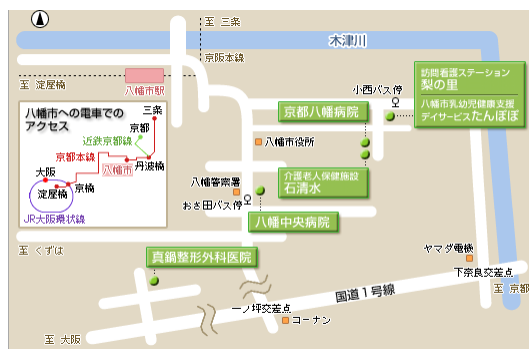 至 三条
木津川
京阪本線
至 淀屋橋
八幡市駅
小西バス停
訪問看護ステーション
梨の里
八幡市乳幼児健康支援
デイサービスたんぽぽ
八幡市への電車での
アクセス
三条
京都
近鉄京都線
京都本線
丹波橋
八幡市
大阪
京橋
淀屋橋
JR大阪環状線
京都八幡病院
八幡市役所
介護老人保健施設
石清水
八幡警察署
おさ田バス停
八幡中央病院
至 くずは
真鍋整形外科医院
ヤマダ電機
下奈良交差点
至 京都
国道1号線
一ノ坪交差点
コーナン
至 大阪